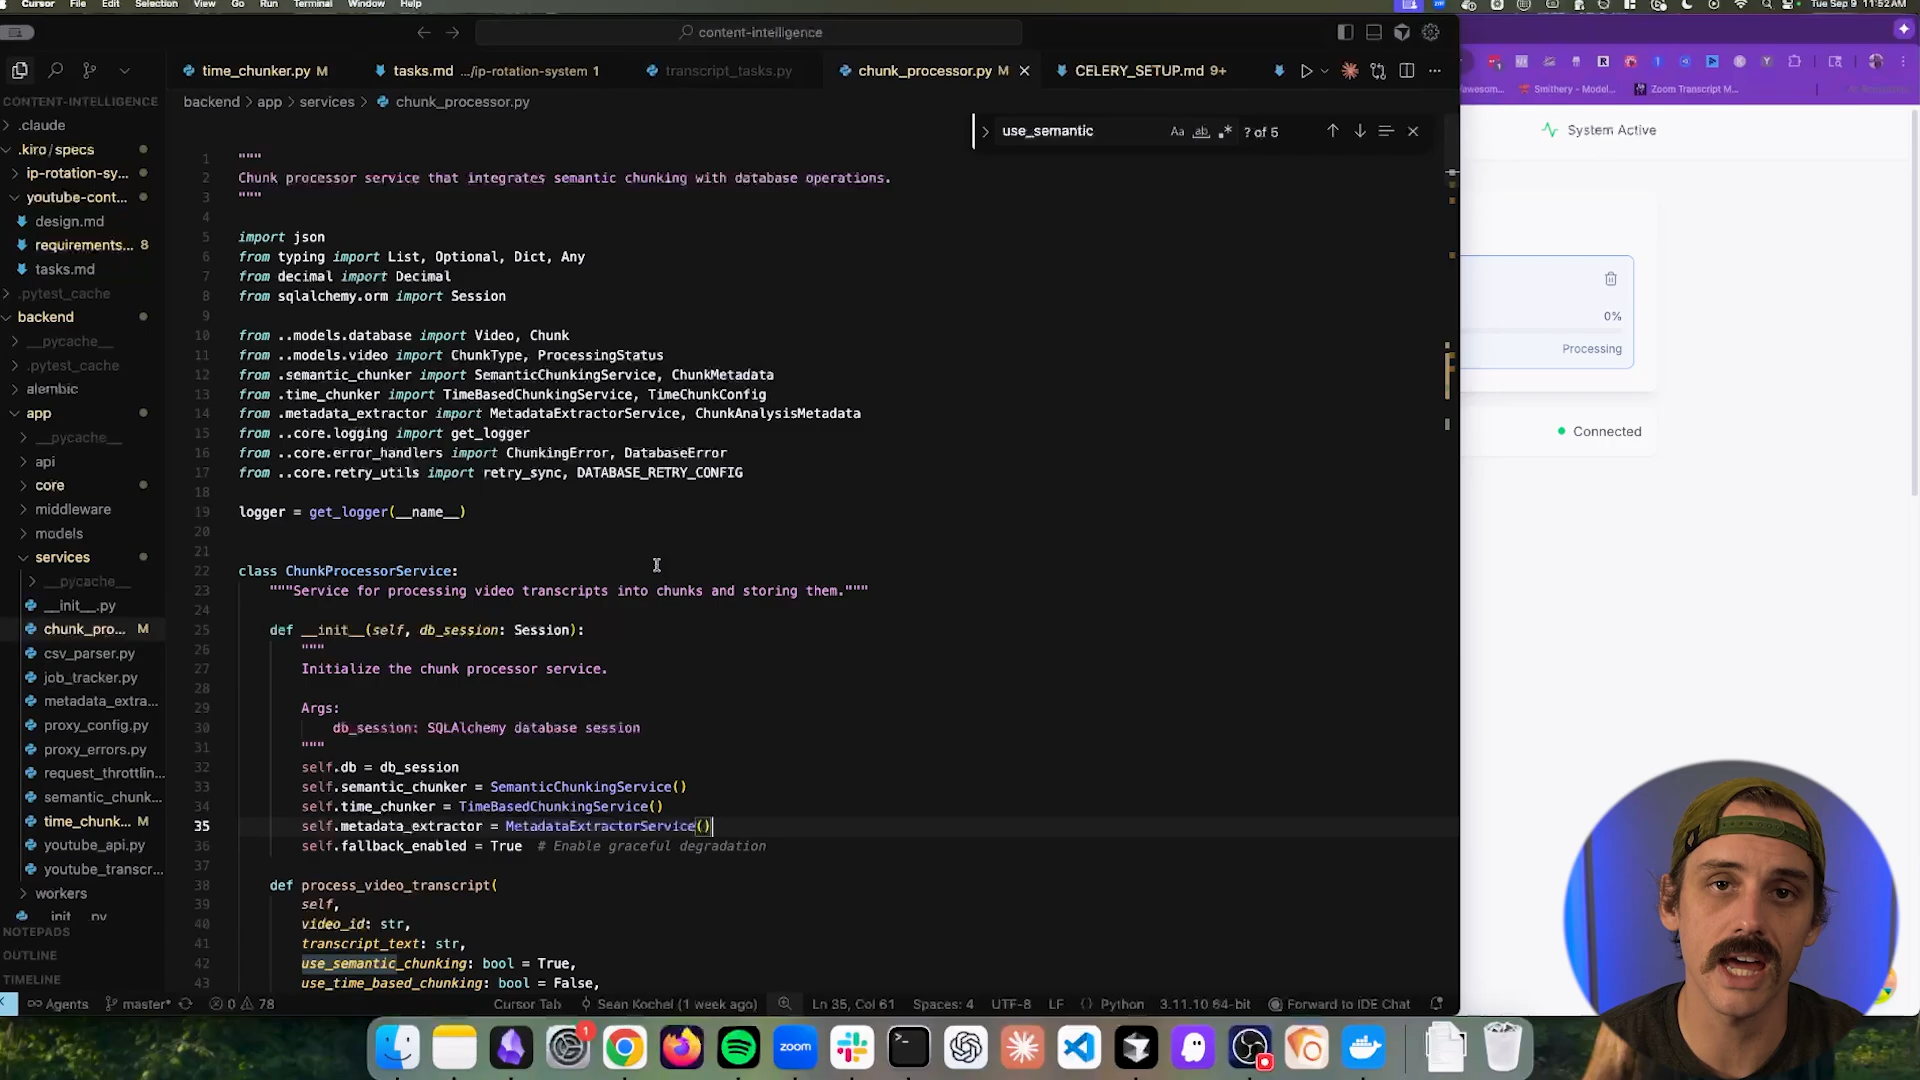 Cursor File Edit Selection View Go Run Terminal Window Help
Tue Sep 9 11:52 AM
content-intelligence
time_chunker.py M
tasks.md .../ip-rotation-system 1
transcript_tasks.py
chunk_processor.py M
CELERY_SETUP.md 9+
CONTENT-INTELLIGENCE
backend > app > services > chunk_processor.py
use_semantic
Aa ab ? of 5
.claude
.kiro/specs
ip-rotation-sy...
youtube-cont...
design.md
requirements... 8
tasks.md
.pytest_cache
backend
__pycache__
.pytest_cache
alembic
app
__pycache__
api
core
middleware
models
services
__pycache__
__init__.py
chunk_pro... M
csv_parser.py
job_tracker.py
metadata_extra...
proxy_config.py
proxy_errors.py
request_throttlin...
semantic_chunk...
time_chunk... M
youtube_api.py
youtube_transcr...
workers
__init__.py
NOTEPADS
OUTLINE
TIMELINE
1 """
2 Chunk processor service that integrates semantic chunking with database operations.
3 """
4
5 import json
6 from typing import List, Optional, Dict, Any
7 from decimal import Decimal
8 from sqlalchemy.orm import Session
9
10 from ..models.database import Video, Chunk
11 from ..models.video import ChunkType, ProcessingStatus
12 from .semantic_chunker import SemanticChunkingService, ChunkMetadata
13 from .time_chunker import TimeBasedChunkingService, TimeChunkConfig
14 from .metadata_extractor import MetadataExtractorService, ChunkAnalysisMetadata
15 from ..core.logging import get_logger
16 from ..core.error_handlers import ChunkingError, DatabaseError
17 from ..core.retry_utils import retry_sync, DATABASE_RETRY_CONFIG
18
19 logger = get_logger(__name__)
20
21
22 class ChunkProcessorService:
23 """Service for processing video transcripts into chunks and storing them."""
24
25 def __init__(self, db_session: Session):
26 """
27 Initialize the chunk processor service.
28
29 Args:
30 db_session: SQLAlchemy database session
31 """
32 self.db = db_session
33 self.semantic_chunker = SemanticChunkingService()
34 self.time_chunker = TimeBasedChunkingService()
35 self.metadata_extractor = MetadataExtractorService()
36 self.fallback_enabled = True # Enable graceful degradation
37
38 def process_video_transcript(
39 self,
40 video_id: str,
41 transcript_text: str,
42 use_semantic_chunking: bool = True,
43 use_time_based_chunking: bool = False,
Agents master* 0 78 Cursor Tab Sean Kochel (1 week ago) Ln 35, Col 61 Spaces: 4 UTF-8 LF {} Python 3.11.10 64-bit Forward to IDE Chat
Smithery - Model...
Zoom Transcript M...
System Active
0%
Processing
Connected
1
zoom